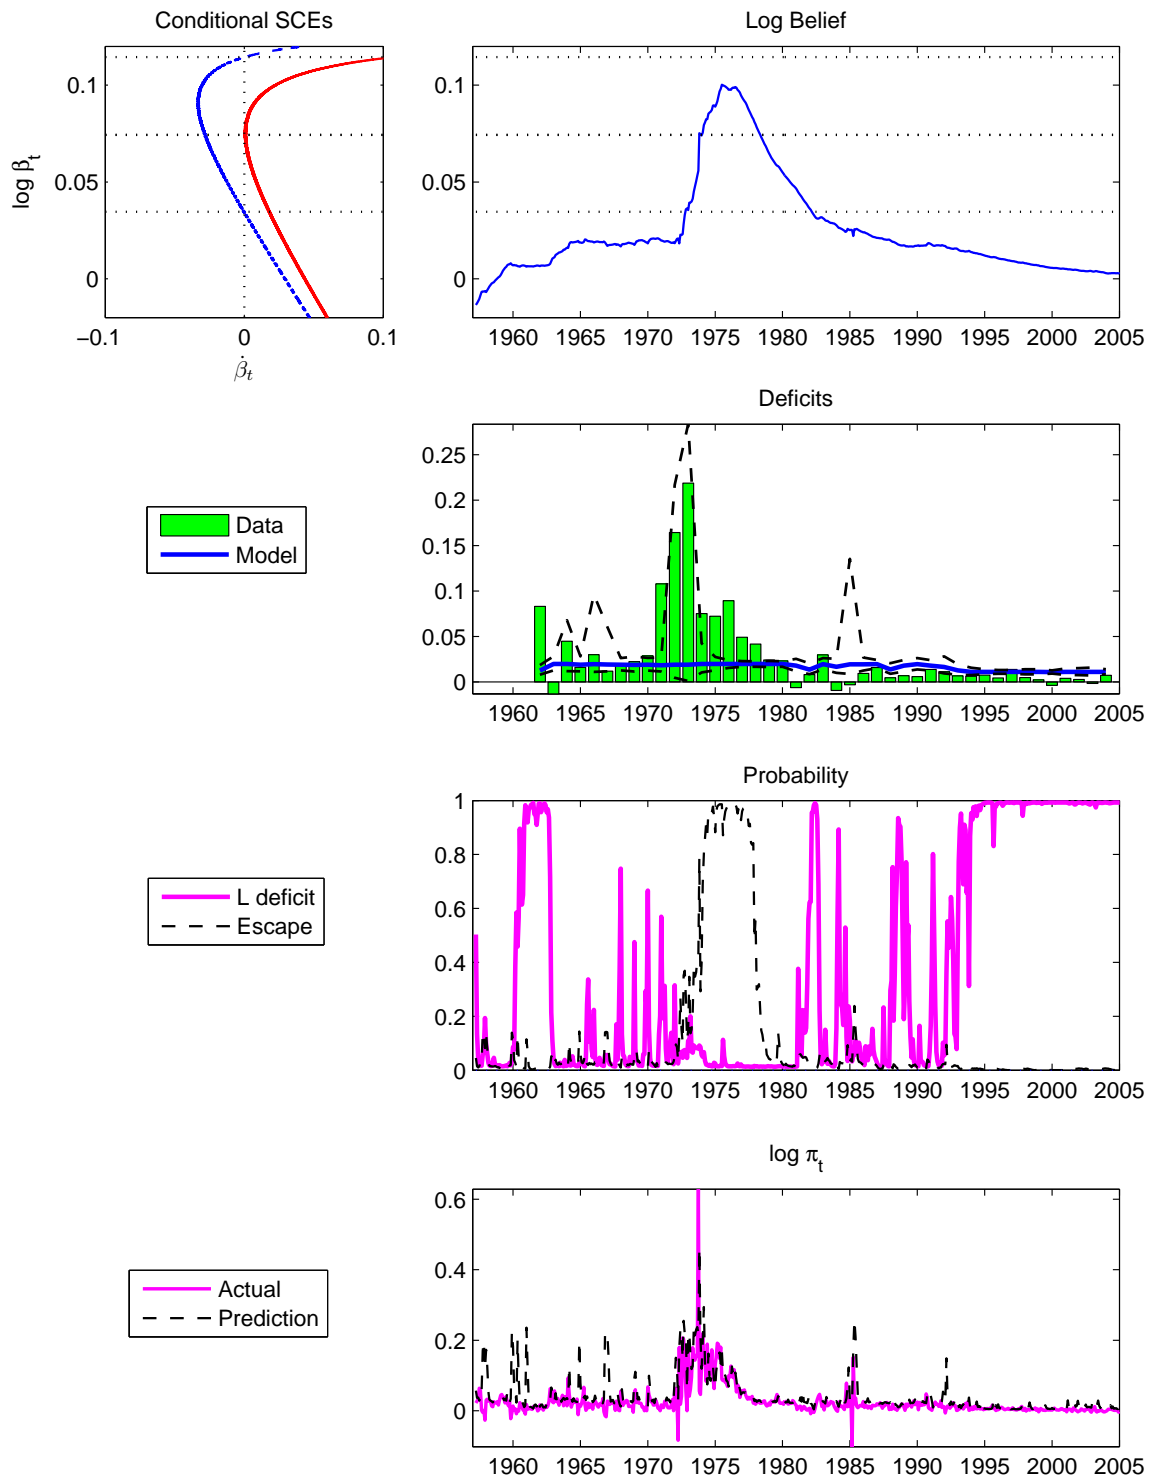 Conditional SCEs
Log Belief
0.1
0.05
0
log β_t
−0.1 0 0.1
β̇_t
1960 1965 1970 1975 1980 1985 1990 1995 2000 2005
Deficits
0.25
0.2
0.15
0.1
0.05
0
Data
Model
1960 1965 1970 1975 1980 1985 1990 1995 2000 2005
Probability
1
0.8
0.6
0.4
0.2
0
L deficit
Escape
1960 1965 1970 1975 1980 1985 1990 1995 2000 2005
log π_t
0.6
0.4
0.2
0
Actual
Prediction
1960 1965 1970 1975 1980 1985 1990 1995 2000 2005